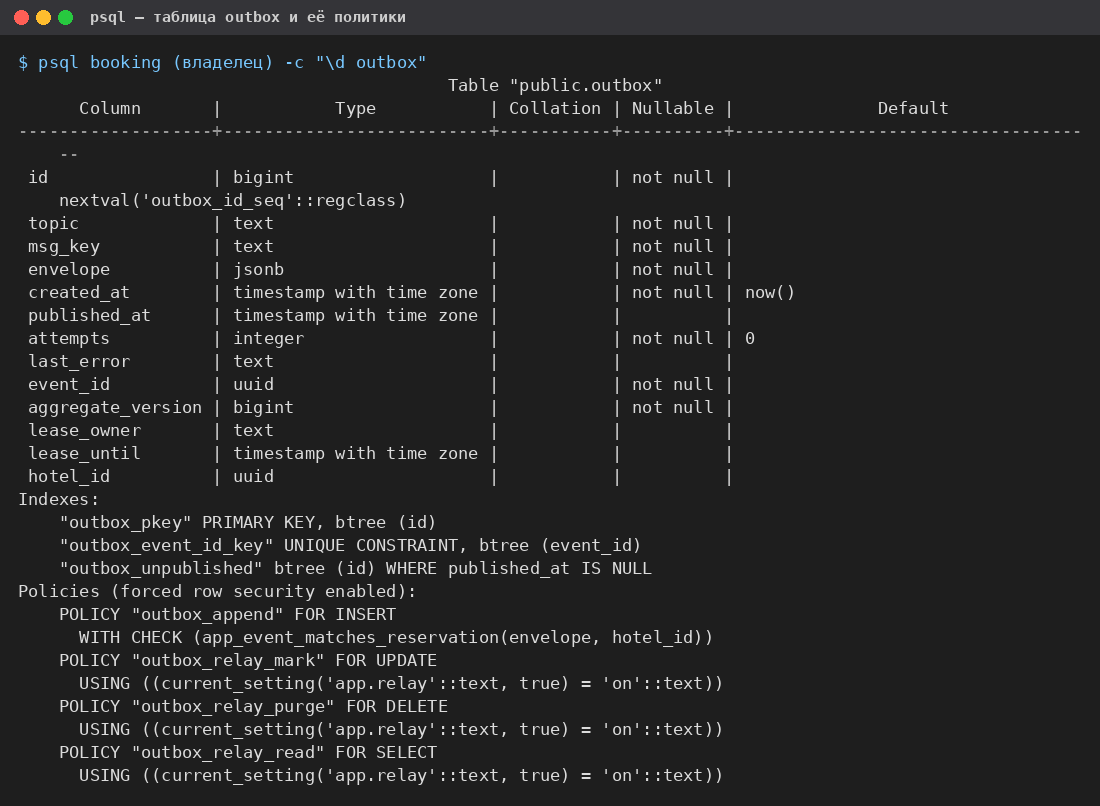 psql — таблица outbox и её политики
$ psql booking (владелец) -c "\d outbox"
                                          Table "public.outbox"
      Column       |           Type           | Collation | Nullable |              Default
-------------------+--------------------------+-----------+----------+----------------------------------
    --
 id                | bigint                   |           | not null |
    nextval('outbox_id_seq'::regclass)
 topic             | text                     |           | not null |
 msg_key           | text                     |           | not null |
 envelope          | jsonb                    |           | not null |
 created_at        | timestamp with time zone |           | not null | now()
 published_at      | timestamp with time zone |           |          |
 attempts          | integer                  |           | not null | 0
 last_error        | text                     |           |          |
 event_id          | uuid                     |           | not null |
 aggregate_version | bigint                   |           | not null |
 lease_owner       | text                     |           |          |
 lease_until       | timestamp with time zone |           |          |
 hotel_id          | uuid                     |           |          |
Indexes:
    "outbox_pkey" PRIMARY KEY, btree (id)
    "outbox_event_id_key" UNIQUE CONSTRAINT, btree (event_id)
    "outbox_unpublished" btree (id) WHERE published_at IS NULL
Policies (forced row security enabled):
    POLICY "outbox_append" FOR INSERT
      WITH CHECK (app_event_matches_reservation(envelope, hotel_id))
    POLICY "outbox_relay_mark" FOR UPDATE
      USING ((current_setting('app.relay'::text, true) = 'on'::text))
    POLICY "outbox_relay_purge" FOR DELETE
      USING ((current_setting('app.relay'::text, true) = 'on'::text))
    POLICY "outbox_relay_read" FOR SELECT
      USING ((current_setting('app.relay'::text, true) = 'on'::text))